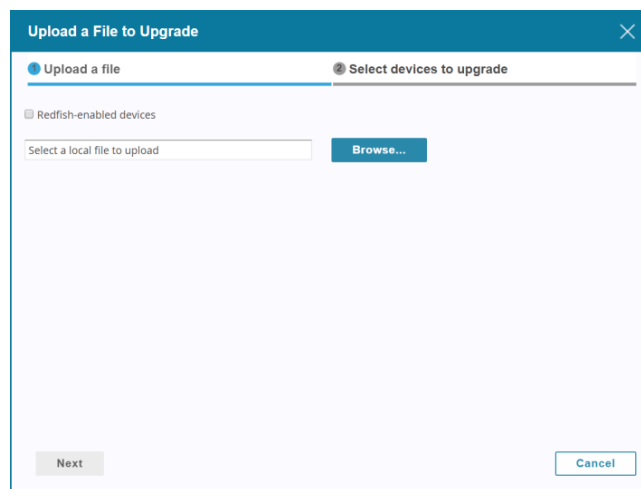 Upload a File to Upgrade
1 Upload a file
2 Select devices to upgrade
Redfish-enabled devices
Select a local file to upload
Browse...
Next
Cancel